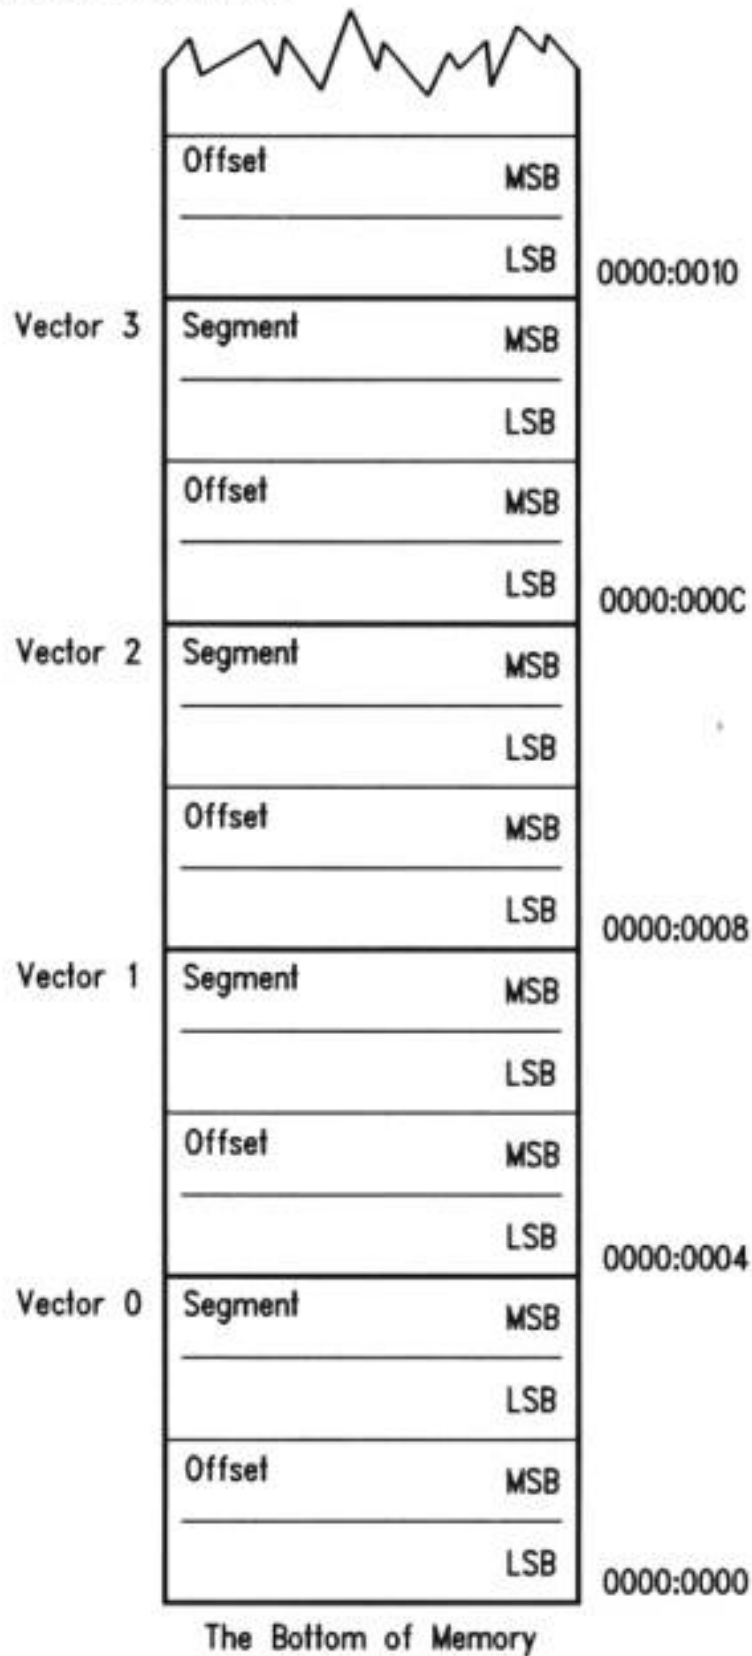 Offset MSB
LSB 0000:0010
Vector 3 Segment MSB
LSB
Offset MSB
LSB 0000:000C
Vector 2 Segment MSB
LSB
Offset MSB
LSB 0000:0008
Vector 1 Segment MSB
LSB
Offset MSB
LSB 0000:0004
Vector 0 Segment MSB
LSB
Offset MSB
LSB 0000:0000
The Bottom of Memory